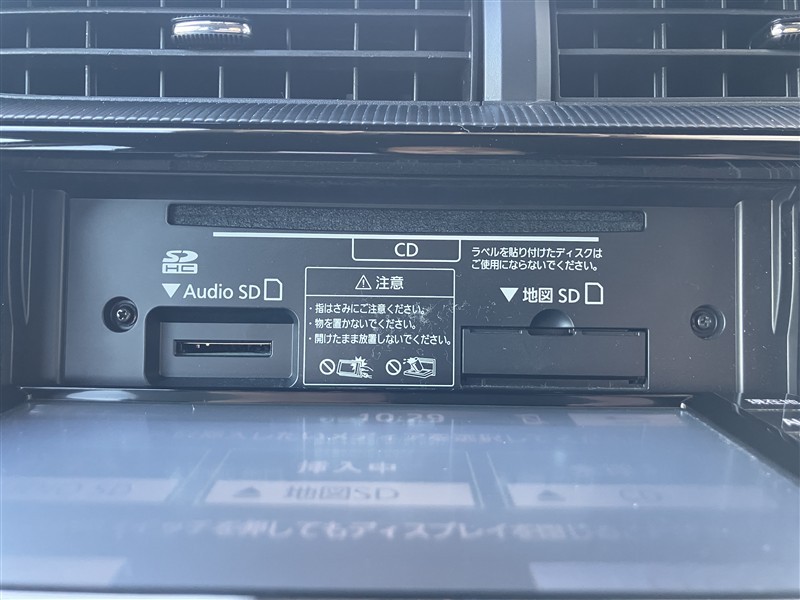 CD
ラベルを貼り付けたディスクは
ご使用にならないでください。
SD
HC
▼Audio SD
⚠注意
・指はさみにご注意ください。
・物を置かないでください。
・開けたまま放置しないでください。
▼地図 SD
10:29
挿入中
▲ 地図SD